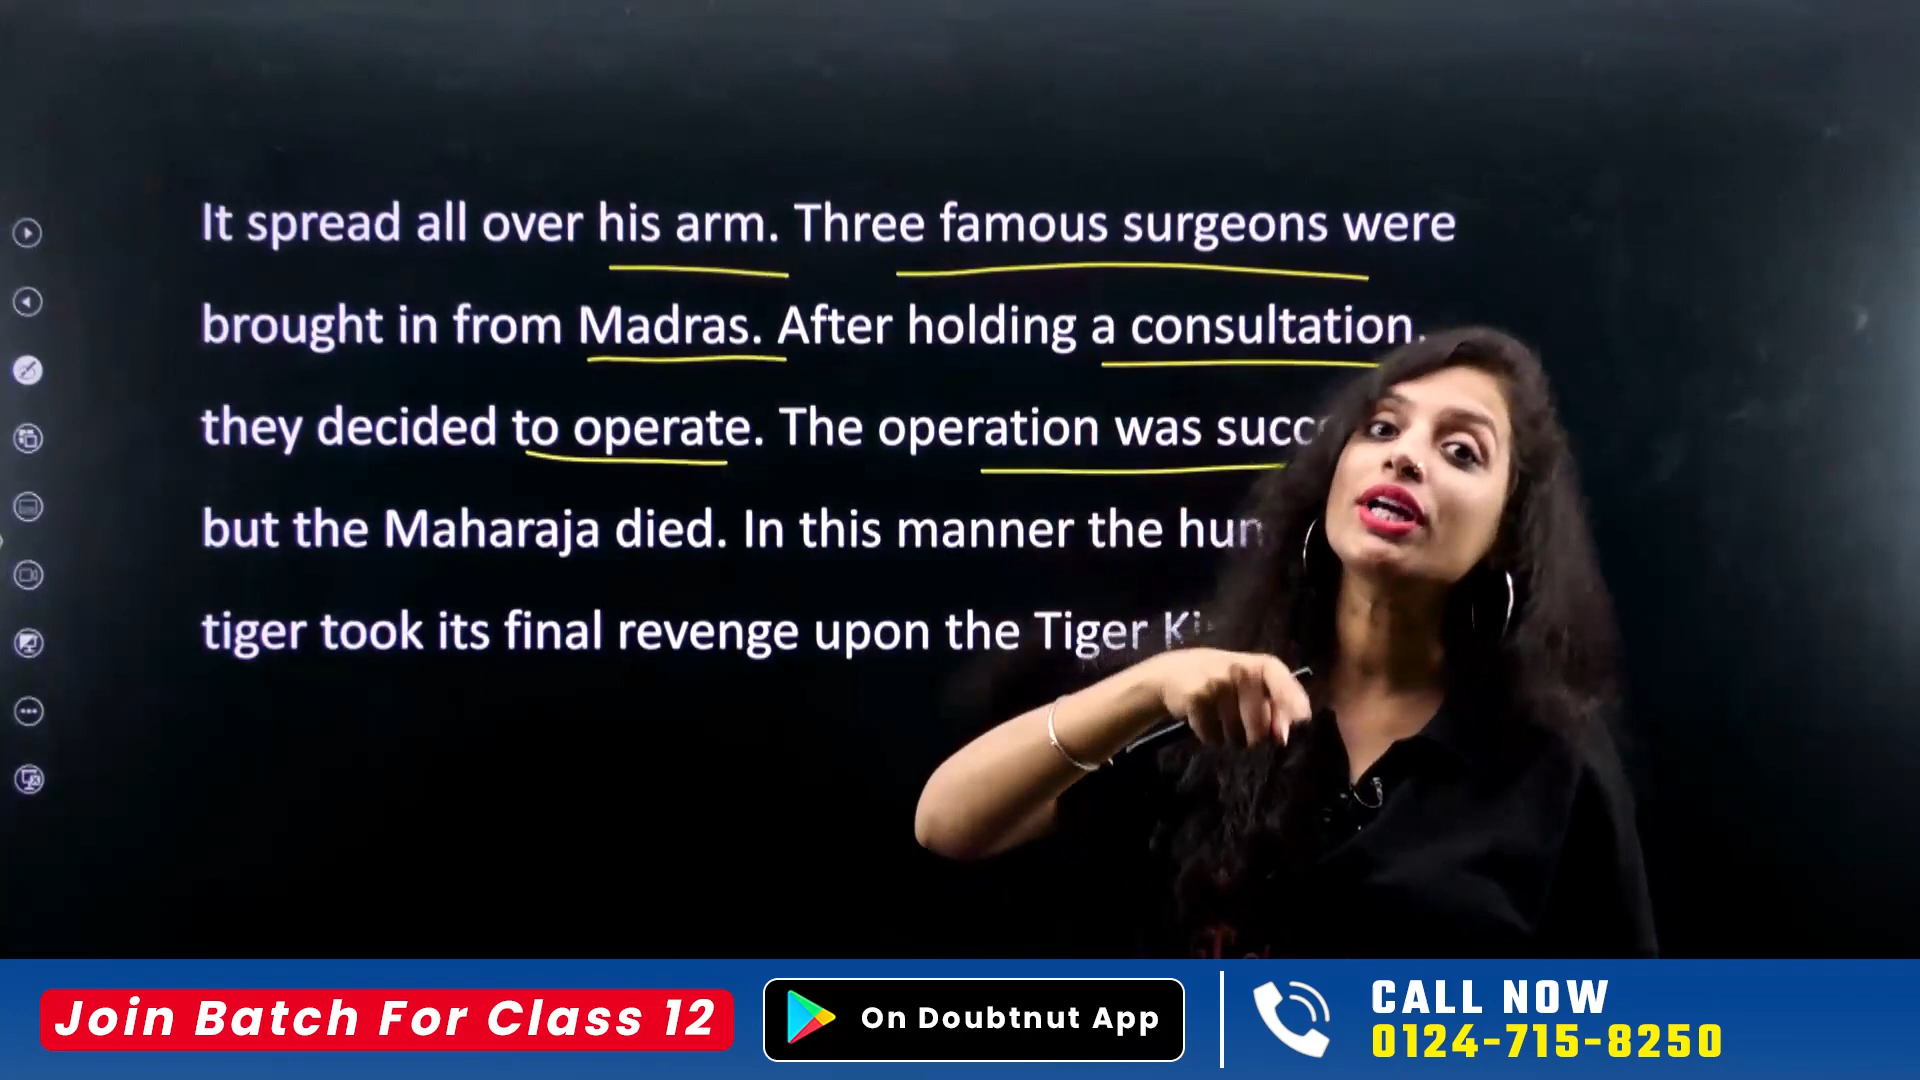 It spread all over his arm. Three famous surgeons were
brought in from Madras. After holding a consultation,
they decided to operate. The operation was
but the Maharaja died. In this manner the
tiger took its final revenge upon the Tiger
Join Batch For Class 12
On Doubtnut App
CALL NOW
0124-715-8250